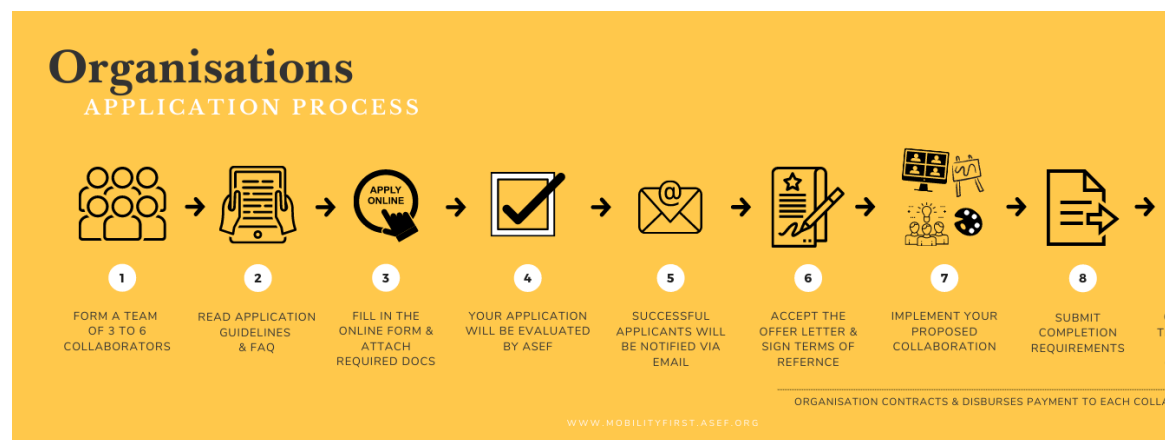 Organisations
APPLICATION PROCESS
APPLY
ONLINE
@
1
FORM A TEAM
OF 3 TO 6
COLLABORATORS
2
READ APPLICATION
GUIDELINES
& FAQ
3
FILL IN THE
ONLINE FORM &
ATTACH
REQUIRED DOCS
4
YOUR APPLICATION
WILL BE EVALUATED
BY ASEF
5
SUCCESSFUL
APPLICANTS WILL
BE NOTIFIED VIA
EMAIL
6
ACCEPT THE
OFFER LETTER &
SIGN TERMS OF
REFERNCE
7
IMPLEMENT YOUR
PROPOSED
COLLABORATION
8
SUBMIT
COMPLETION
REQUIREMENTS
ORGANISATION CONTRACTS & DISBURSES PAYMENT TO EACH
WWW.MOBILITYFIRST.ASEF.ORG